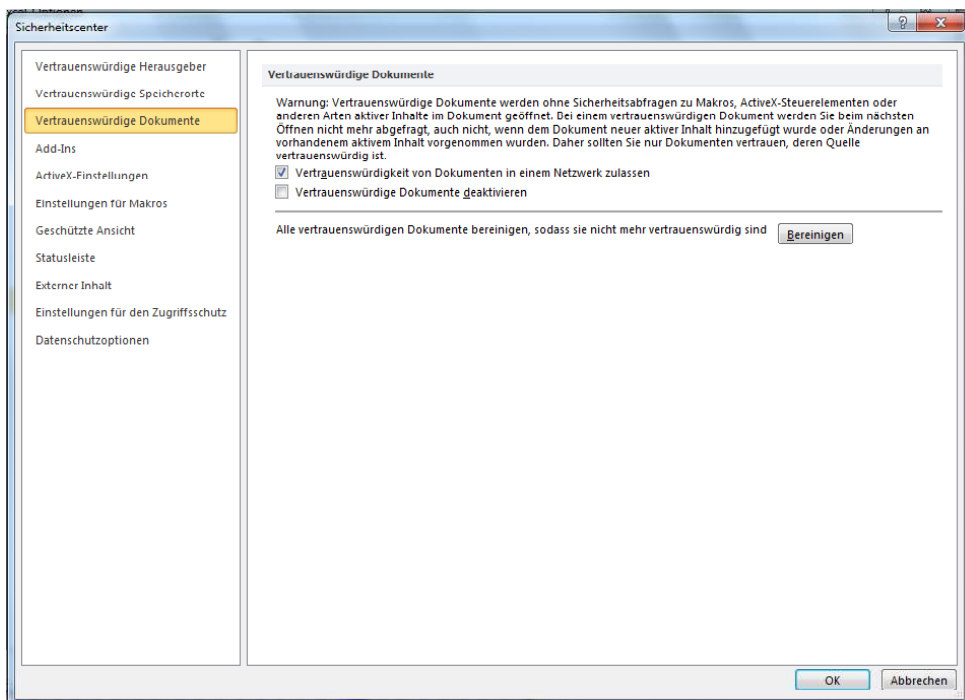 Sicherheitscenter
Vertrauenswürdige Herausgeber
Vertrauenswürdige Speicherorte
Vertrauenswürdige Dokumente
Add-Ins
ActiveX-Einstellungen
Einstellungen für Makros
Geschützte Ansicht
Statusleiste
Externer Inhalt
Einstellungen für den Zugriffsschutz
Datenschutzoptionen
Vertrauenswürdige Dokumente
Warnung: Vertrauenswürdige Dokumente werden ohne Sicherheitsabfragen zu Makros, ActiveX-Steuerelementen oder
anderen Arten aktiver Inhalte im Dokument geöffnet. Bei einem vertrauenswürdigen Dokument werden Sie beim nächsten
Öffnen nicht mehr abgefragt, auch nicht, wenn dem Dokument neuer aktiver Inhalt hinzugefügt wurde oder Änderungen an
vorhandenem aktivem Inhalt vorgenommen wurden. Daher sollten Sie nur Dokumenten vertrauen, deren Quelle
vertrauenswürdig ist.
Vertrauenswürdigkeit von Dokumenten in einem Netzwerk zulassen
Vertrauenswürdige Dokumente deaktivieren
Alle vertrauenswürdigen Dokumente bereinigen, sodass sie nicht mehr vertrauenswürdig sind
Bereinigen
OK
Abbrechen